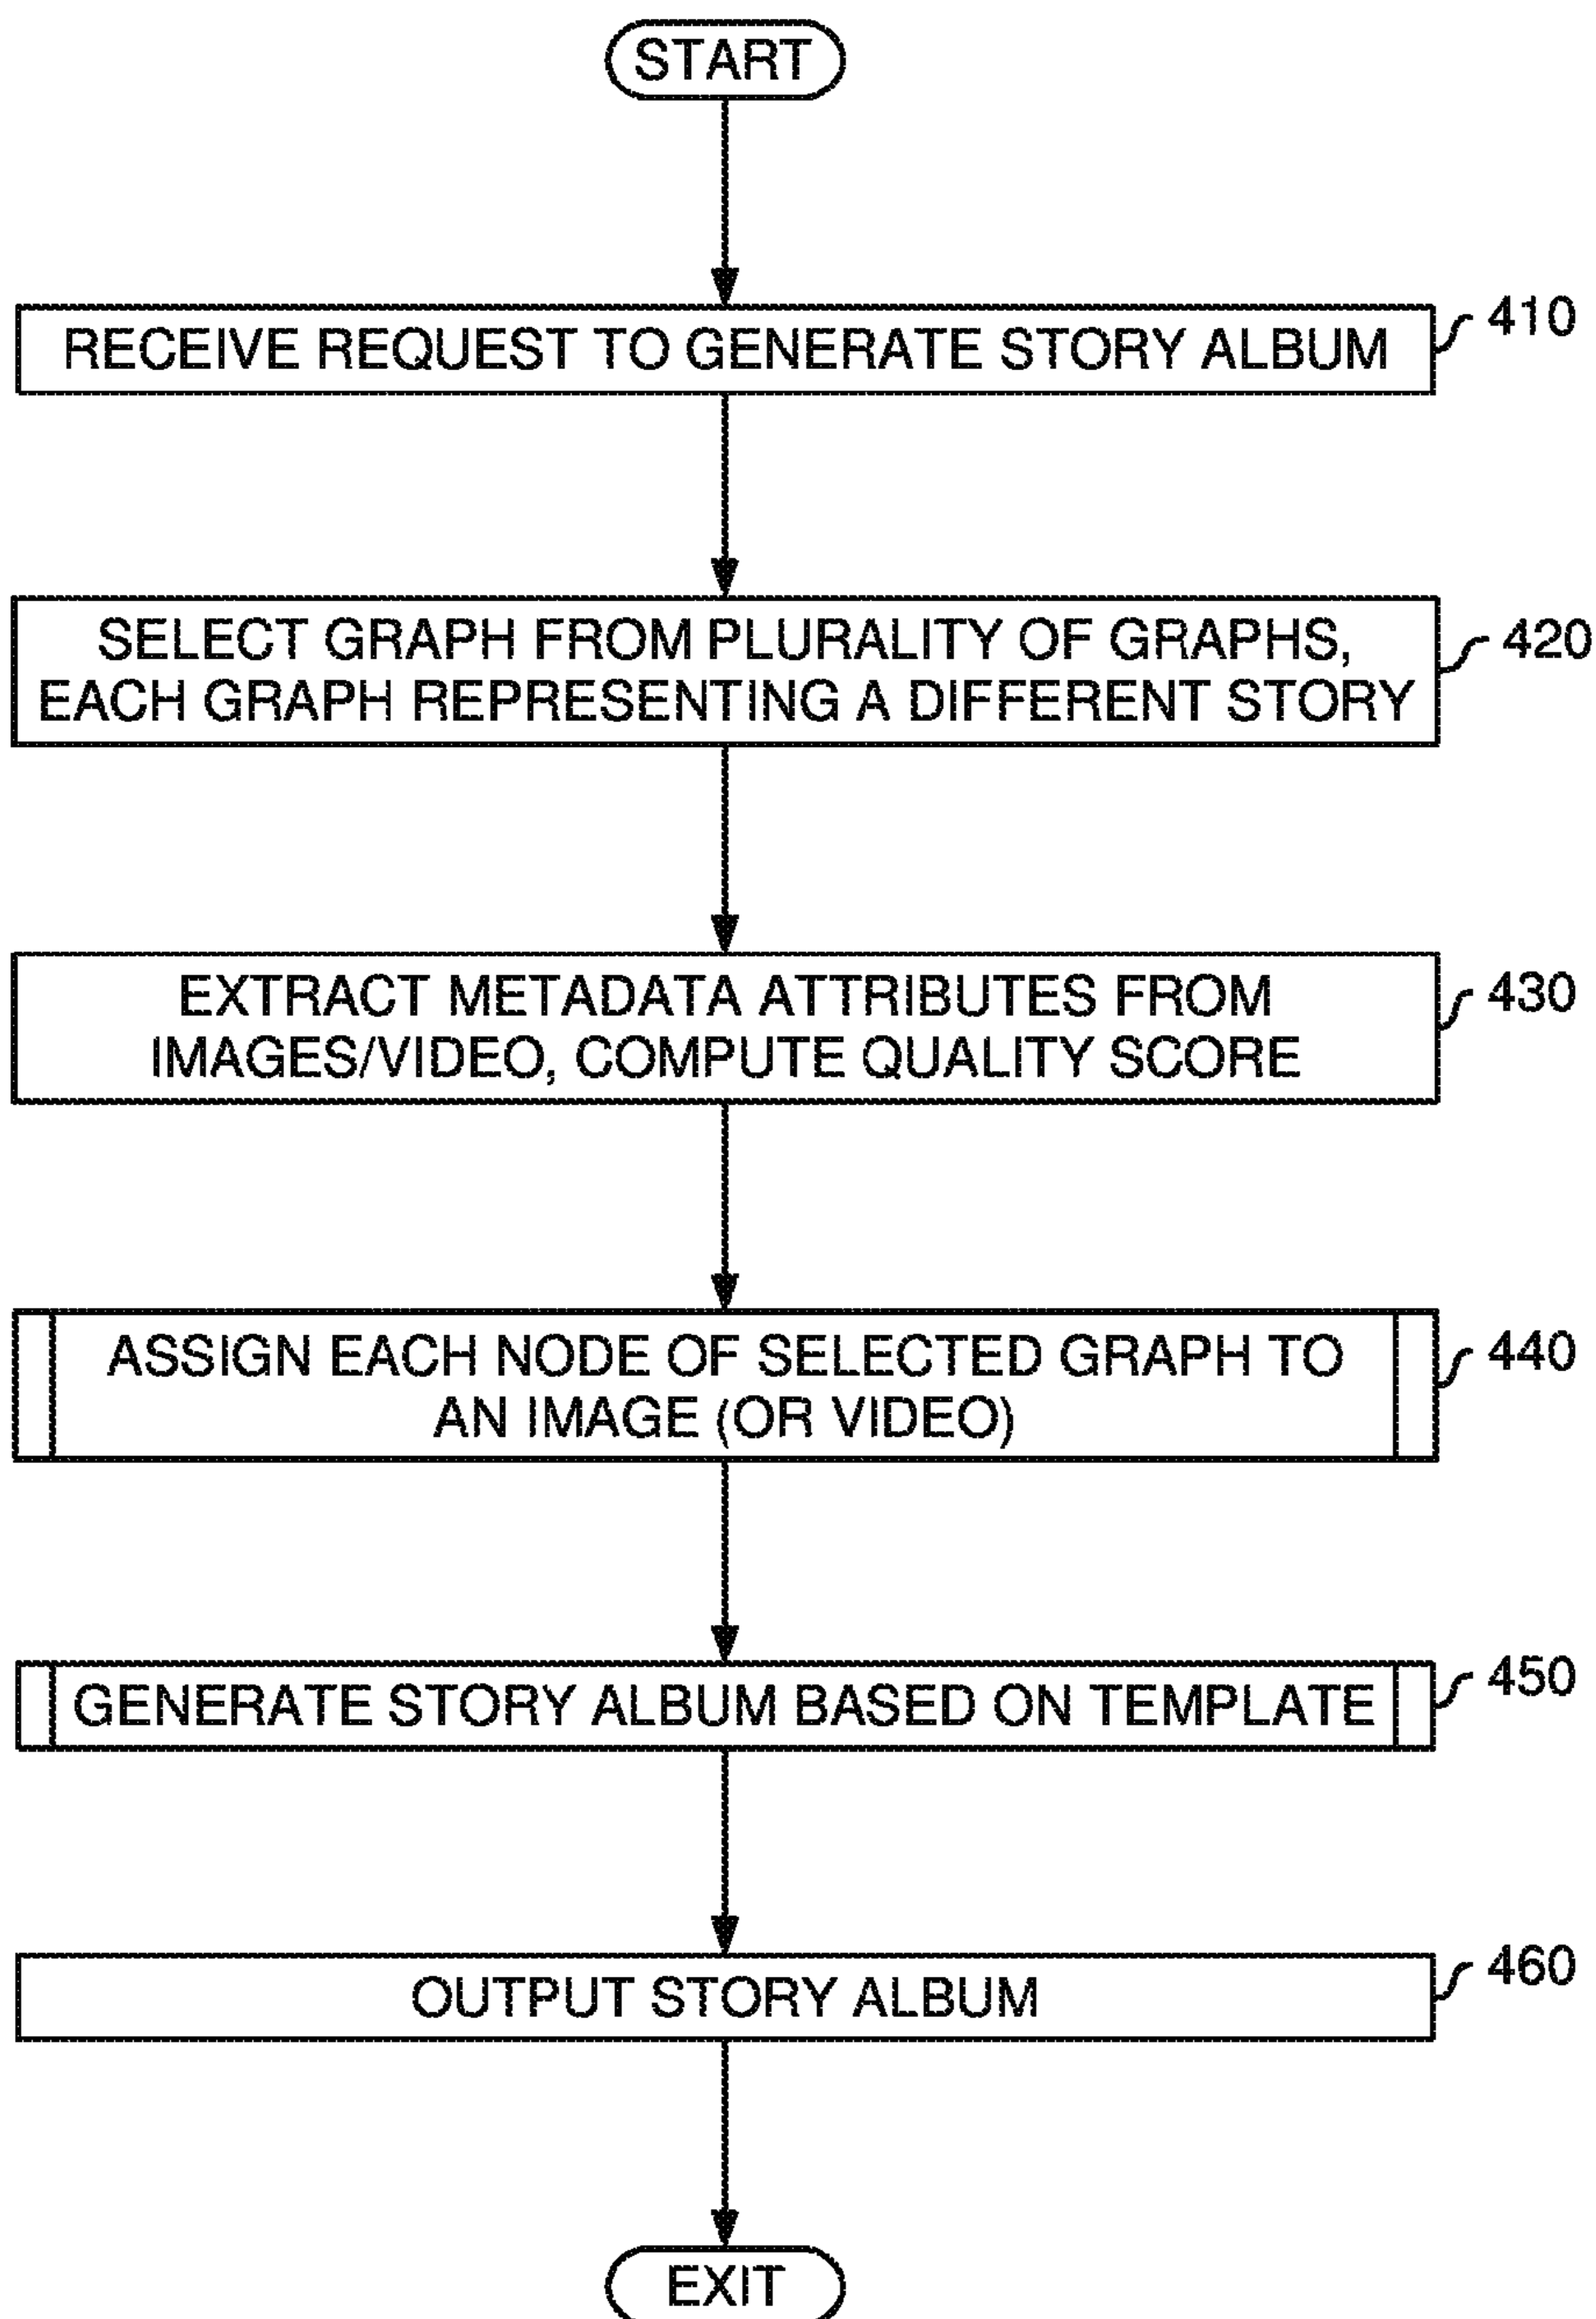 START
RECEIVE REQUEST TO GENERATE STORY ALBUM
410
SELECT GRAPH FROM PLURALITY OF GRAPHS,
EACH GRAPH REPRESENTING A DIFFERENT STORY
420
EXTRACT METADATA ATTRIBUTES FROM
IMAGES/VIDEO, COMPUTE QUALITY SCORE
430
ASSIGN EACH NODE OF SELECTED GRAPH TO
AN IMAGE (OR VIDEO)
440
GENERATE STORY ALBUM BASED ON TEMPLATE
450
OUTPUT STORY ALBUM
460
EXIT